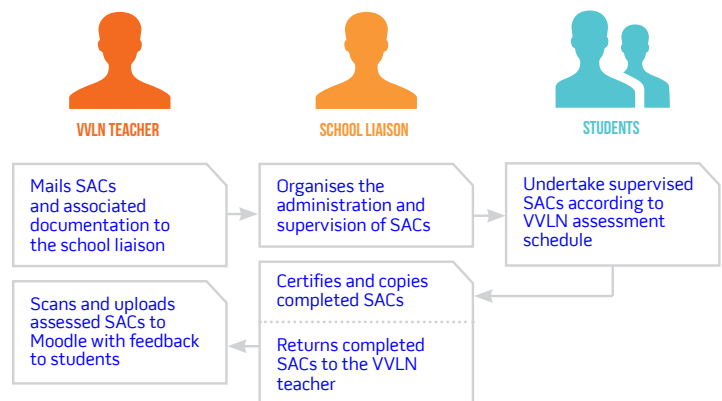 VVLN TEACHER
SCHOOL LIAISON
STUDENTS
Mails SACs
and associated
documentation to
the school liaison
Organises the
administration and
supervision of SACs
Undertake supervised
SACs according to
VVLN assessment
schedule
Certifies and copies
completed SACs
Returns completed
SACs to the VVLN
teacher
Scans and uploads
assessed SACs to
Moodle with feedback
to students